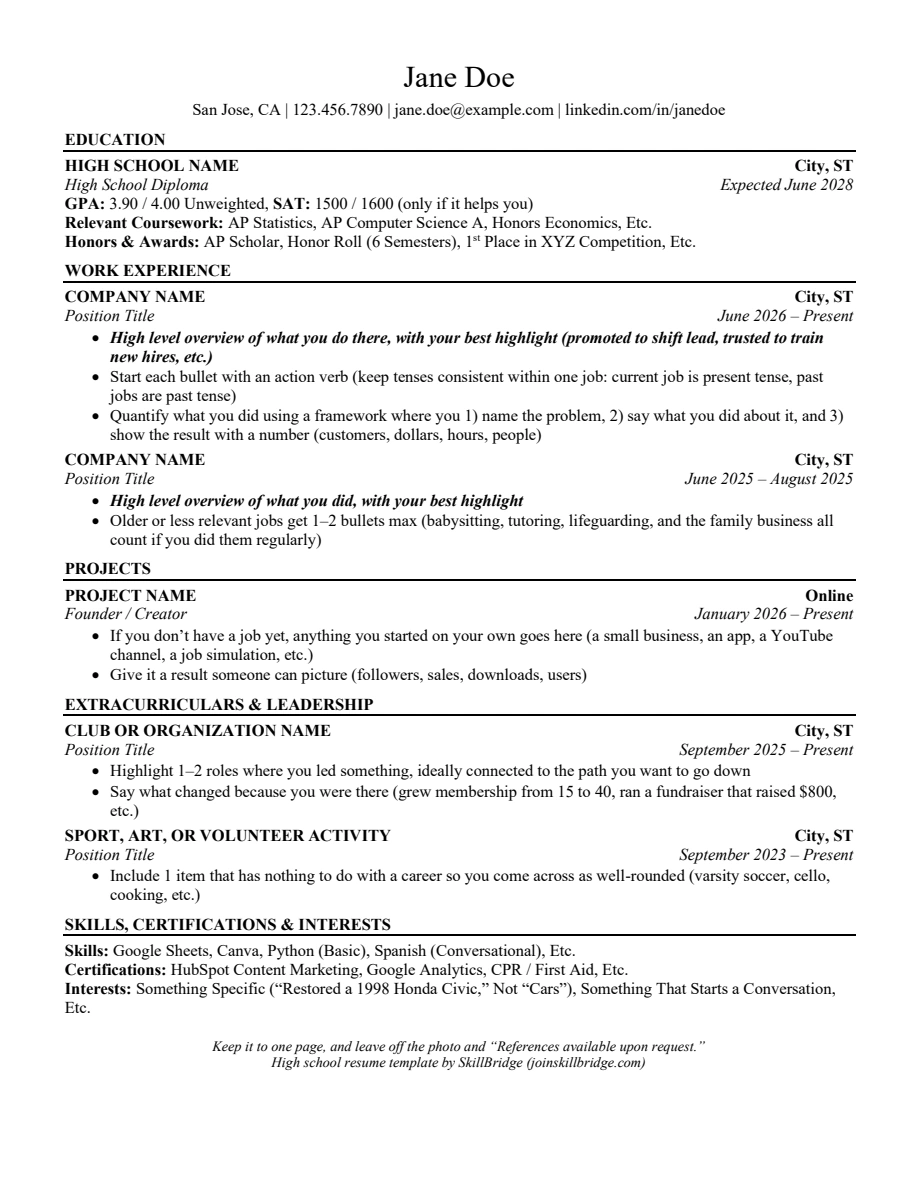 Jane Doe
San Jose, CA | 123.456.7890 | jane.doe@example.com | linkedin.com/in/janedoe
EDUCATION
HIGH SCHOOL NAME City, ST
High School Diploma Expected June 2028
GPA: 3.90 / 4.00 Unweighted, SAT: 1500 / 1600 (only if it helps you)
Relevant Coursework: AP Statistics, AP Computer Science A, Honors Economics, Etc.
Honors & Awards: AP Scholar, Honor Roll (6 Semesters), 1st Place in XYZ Competition, Etc.
WORK EXPERIENCE
COMPANY NAME City, ST
Position Title June 2026 – Present
• High level overview of what you do there, with your best highlight (promoted to shift lead, trusted to train
new hires, etc.)
• Start each bullet with an action verb (keep tenses consistent within one job: current job is present tense, past
jobs are past tense)
• Quantify what you did using a framework where you 1) name the problem, 2) say what you did about it, and 3)
show the result with a number (customers, dollars, hours, people)
COMPANY NAME City, ST
Position Title June 2025 – August 2025
• High level overview of what you did, with your best highlight
• Older or less relevant jobs get 1–2 bullets max (babysitting, tutoring, lifeguarding, and the family business all
count if you did them regularly)
PROJECTS
PROJECT NAME Online
Founder / Creator January 2026 – Present
• If you don’t have a job yet, anything you started on your own goes here (a small business, an app, a YouTube
channel, a job simulation, etc.)
• Give it a result someone can picture (followers, sales, downloads, users)
EXTRACURRICULARS & LEADERSHIP
CLUB OR ORGANIZATION NAME City, ST
Position Title September 2025 – Present
• Highlight 1–2 roles where you led something, ideally connected to the path you want to go down
• Say what changed because you were there (grew membership from 15 to 40, ran a fundraiser that raised $800,
etc.)
SPORT, ART, OR VOLUNTEER ACTIVITY City, ST
Position Title September 2023 – Present
• Include 1 item that has nothing to do with a career so you come across as well-rounded (varsity soccer, cello,
cooking, etc.)
SKILLS, CERTIFICATIONS & INTERESTS
Skills: Google Sheets, Canva, Python (Basic), Spanish (Conversational), Etc.
Certifications: HubSpot Content Marketing, Google Analytics, CPR / First Aid, Etc.
Interests: Something Specific (“Restored a 1998 Honda Civic,” Not “Cars”), Something That Starts a Conversation,
Etc.
Keep it to one page, and leave off the photo and “References available upon request.”
High school resume template by SkillBridge (joinskillbridge.com)